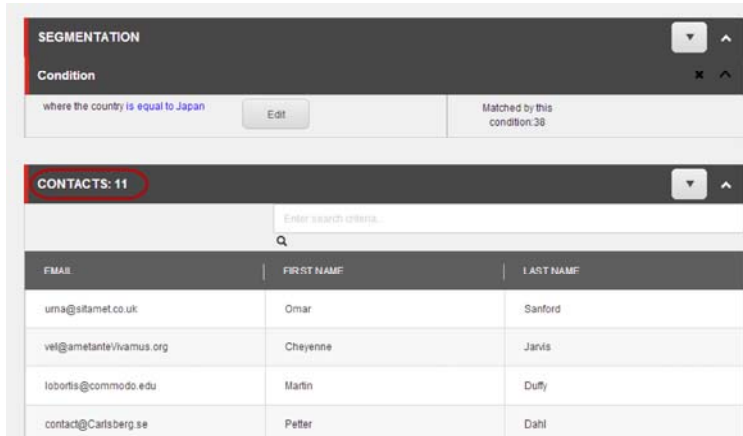 SEGMENTATION
Condition
where the country is equal to Japan
Edit
Matched by this
condition:38
CONTACTS: 11
Enter search criteria...
EMAIL
FIRST NAME
LAST NAME
urna@sitamet.co.uk
Omar
Sanford
vel@ametanteVivamus.org
Cheyenne
Jarvis
lobortis@commodo.edu
Martin
Duffy
contact@Carlsberg.se
Petter
Dahl